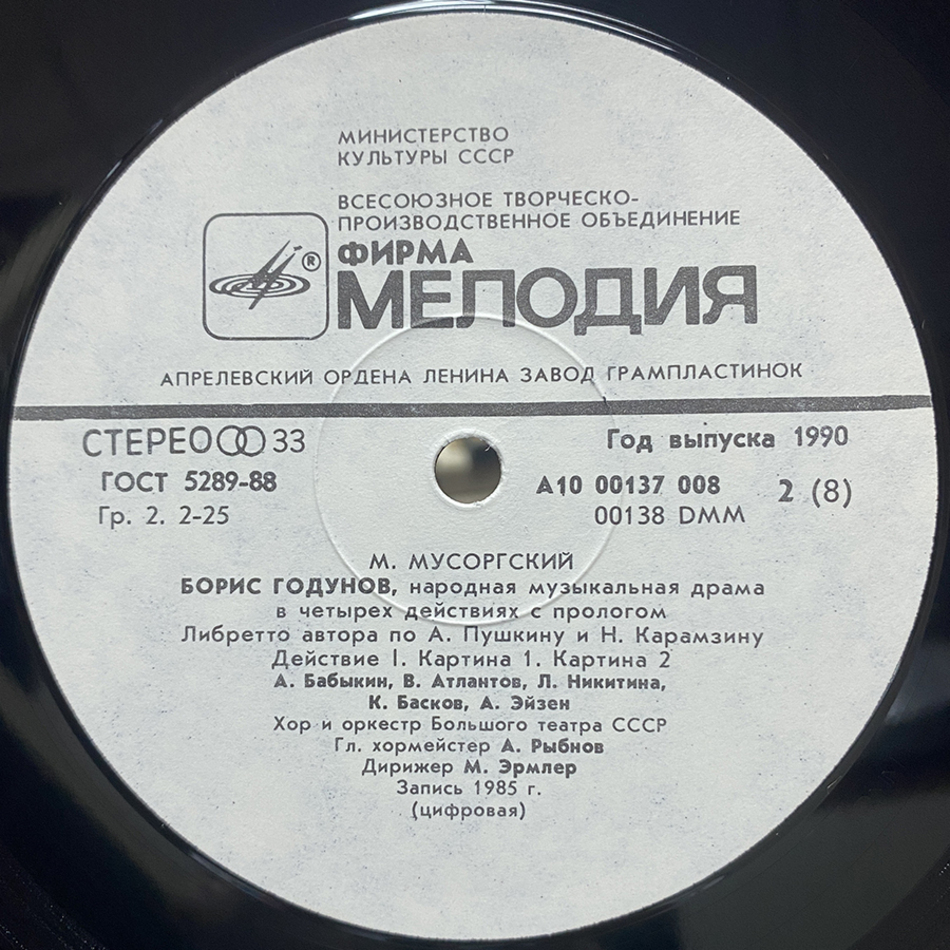 МИНИСТЕРСТВО
КУЛЬТУРЫ СССР
ВСЕСОЮЗНОЕ ТВОРЧЕСКО-
ПРОИЗВОДСТВЕННОЕ ОБЪЕДИНЕНИЕ
ФИРМА
®
МЕЛОДИЯ
АПРЕЛЕВСКИЙ ОРДЕНА ЛЕНИНА ЗАВОД ГРАМПЛАСТИНОК
СТЕРЕО 33
Год выпуска 1990
ГОСТ 5289-88
А10 00137 008
2 (8)
Гр. 2. 2-25
00138 DMM
М. МУСОРГСКИЙ
БОРИС ГОДУНОВ, народная музыкальная драма
в четырех действиях с прологом
Либретто автора по А. Пушкину и Н. Карамзину
Действие I. Картина 1. Картина 2
А. Бабыкин, В. Атлантов, Л. Никитина,
К. Басков, А. Эйзен
Хор и оркестр Большого театра СССР
Гл. хормейстер А. Рыбнов
Дирижер М. Эрмлер
Запись 1985 г.
(цифровая)